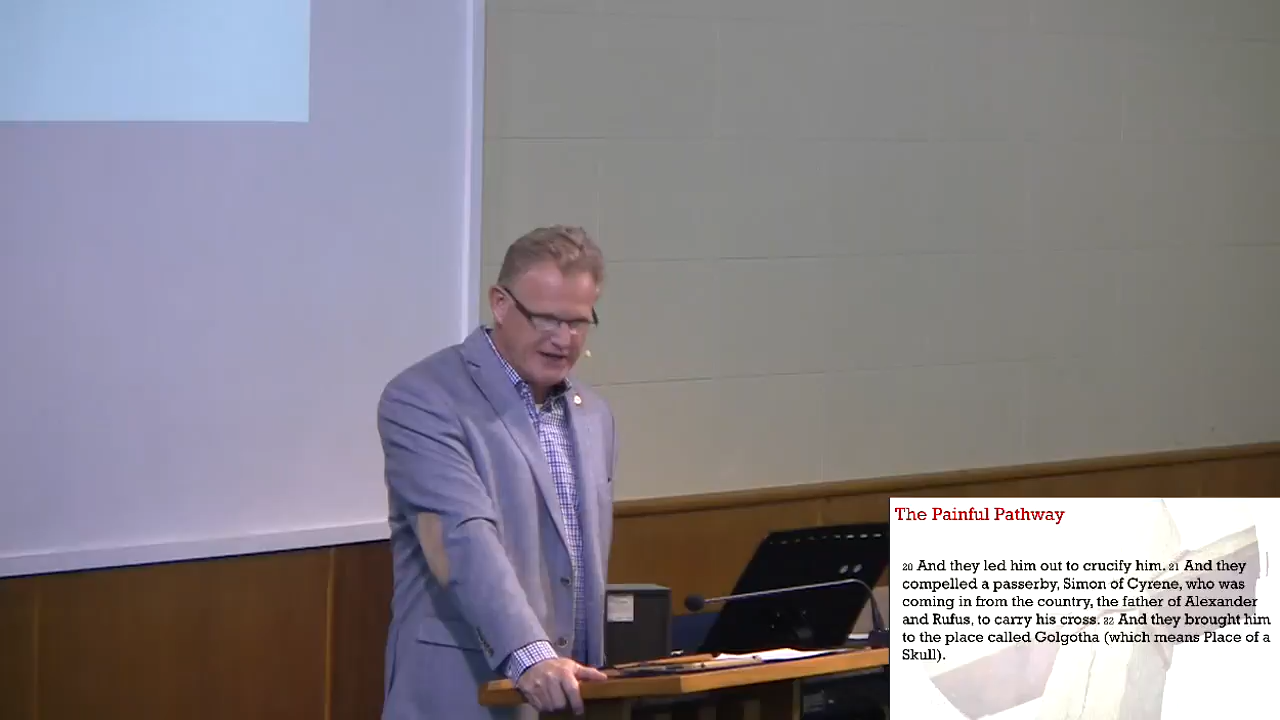 The Painful Pathway
20 And they led him out to crucify him. 21 And they
compelled a passerby, Simon of Cyrene, who was
coming in from the country, the father of Alexander
and Rufus, to carry his cross. 22 And they brought him
to the place called Golgotha (which means Place of a
Skull).